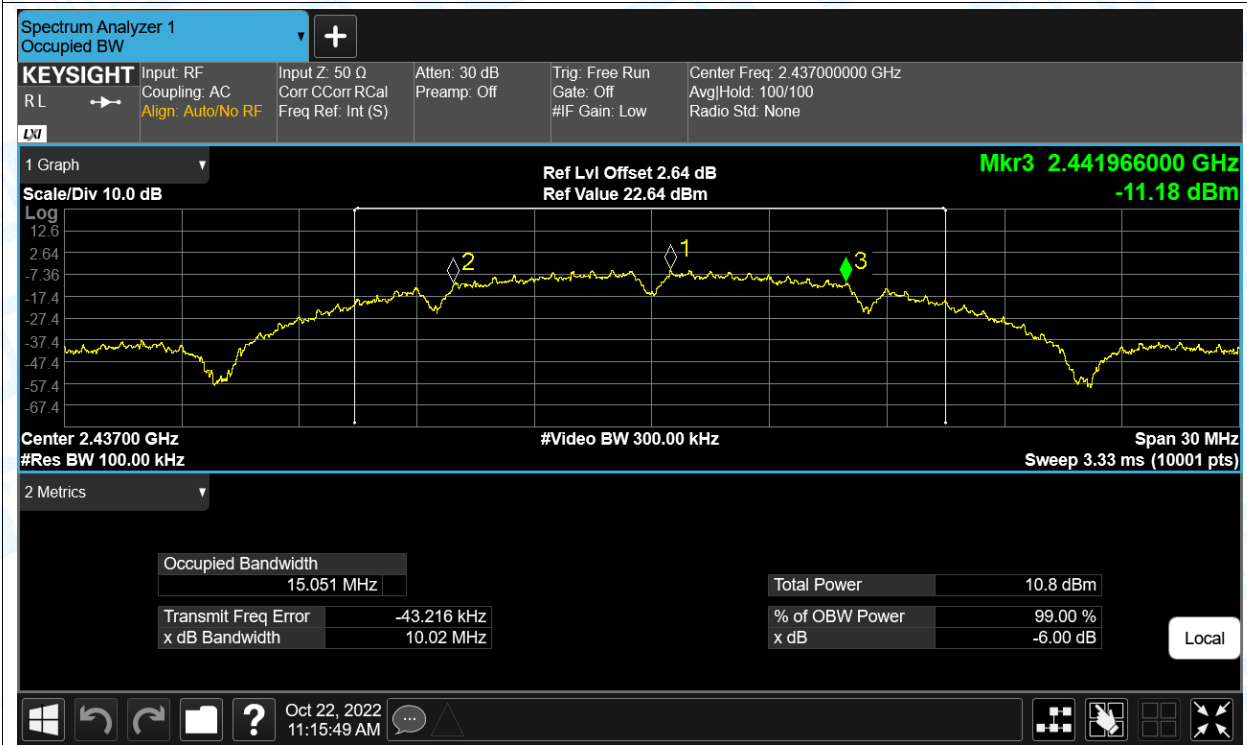 Spectrum Analyzer 1
Occupied BW
KEYSIGHT
R L
LXI
Input: RF
Coupling: AC
Align: Auto/No RF
Input Z: 50 Ω
Corr CCorr RCal
Freq Ref: Int (S)
Atten: 30 dB
Preamp: Off
Trig: Free Run
Gate: Off
#IF Gain: Low
Center Freq: 2.437000000 GHz
Avg|Hold: 100/100
Radio Std: None
1 Graph
Scale/Div 10.0 dB
Ref Lvl Offset 2.64 dB
Ref Value 22.64 dBm
Mkr3 2.441966000 GHz
-11.18 dBm
Log
12.6
2.64
-7.36
-17.4
-27.4
-37.4
-47.4
-57.4
-67.4
2
1
3
Center 2.43700 GHz
#Res BW 100.00 kHz
#Video BW 300.00 kHz
Span 30 MHz
Sweep 3.33 ms (10001 pts)
2 Metrics
Occupied Bandwidth
15.051 MHz
Transmit Freq Error -43.216 kHz
x dB Bandwidth 10.02 MHz
Total Power 10.8 dBm
% of OBW Power 99.00 %
x dB -6.00 dB
Local
?
Oct 22, 2022
11:15:49 AM